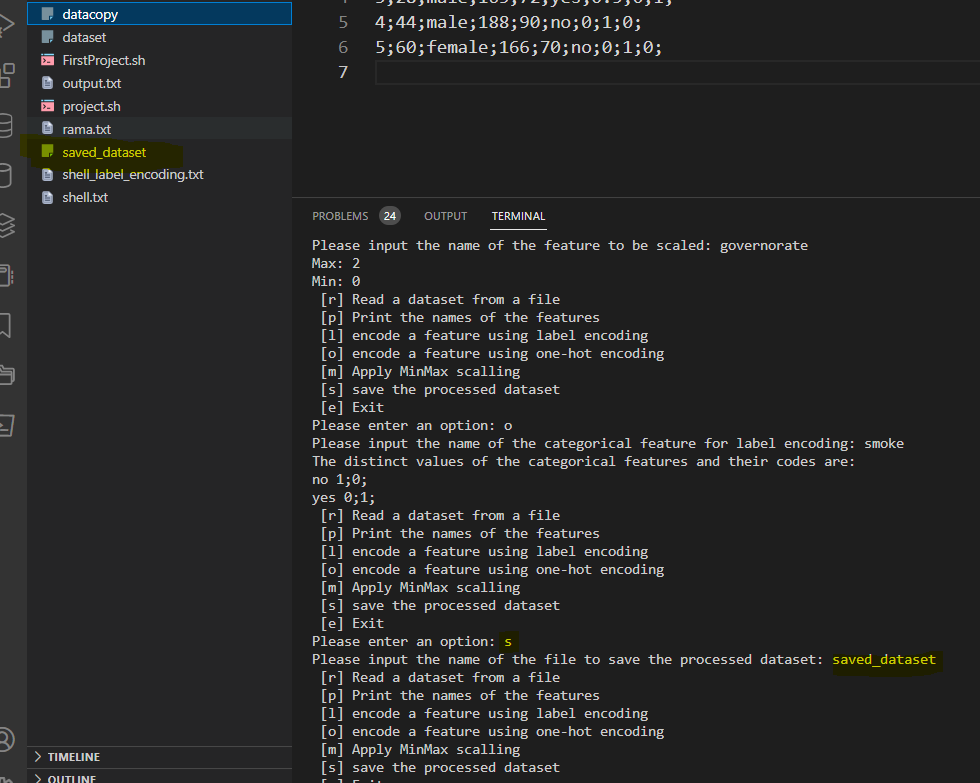 datacopy
dataset
FirstProject.sh
output.txt
project.sh
rama.txt
saved_dataset
shell_label_encoding.txt
shell.txt
TIMELINE
OUTLINE
5 4;44;male;188;90;no;0;1;0;
6 5;60;female;166;70;no;0;1;0;
7
PROBLEMS 24 OUTPUT TERMINAL
Please input the name of the feature to be scaled: governorate
Max: 2
Min: 0
[r] Read a dataset from a file
[p] Print the names of the features
[l] encode a feature using label encoding
[o] encode a feature using one-hot encoding
[m] Apply MinMax scalling
[s] save the processed dataset
[e] Exit
Please enter an option: o
Please input the name of the categorical feature for label encoding: smoke
The distinct values of the categorical features and their codes are:
no 1;0;
yes 0;1;
[r] Read a dataset from a file
[p] Print the names of the features
[l] encode a feature using label encoding
[o] encode a feature using one-hot encoding
[m] Apply MinMax scalling
[s] save the processed dataset
[e] Exit
Please enter an option: s
Please input the name of the file to save the processed dataset: saved_dataset
[r] Read a dataset from a file
[p] Print the names of the features
[l] encode a feature using label encoding
[o] encode a feature using one-hot encoding
[m] Apply MinMax scalling
[s] save the processed dataset